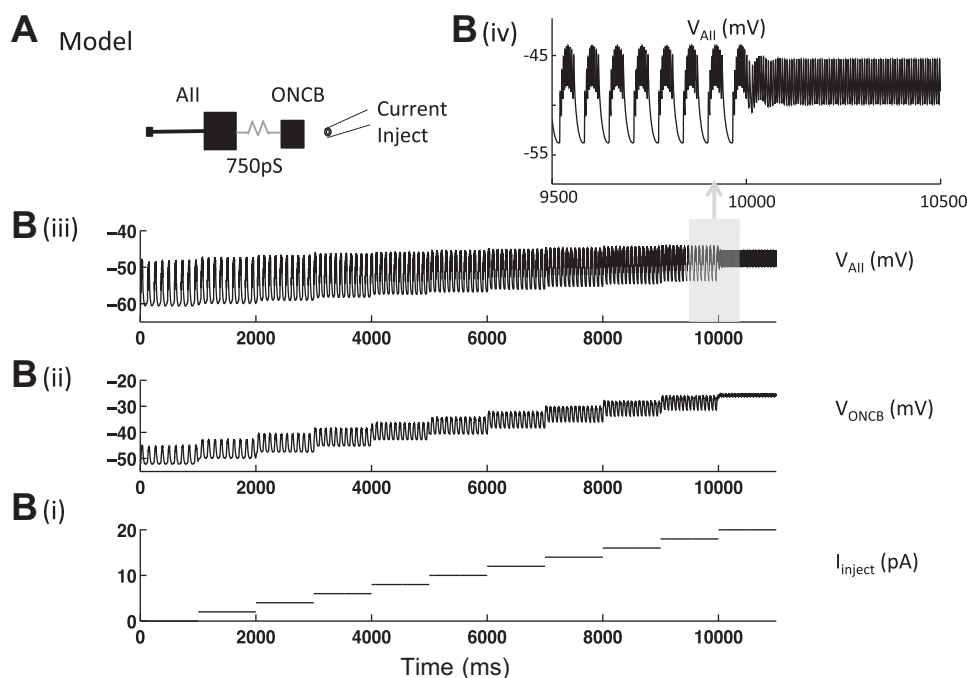 A Model
AII ONCB
Current
Inject
750pS
B (iv) V_AII (mV)
-45
-55
9500 10000 10500
B (iii)
−40
−50
−60
V_AII (mV)
0 2000 4000 6000 8000 10000
B (ii)
−20
−30
−40
−50
V_ONCB (mV)
0 2000 4000 6000 8000 10000
B (i)
20
10
0
I_inject (pA)
0 2000 4000 6000 8000 10000
Time (ms)